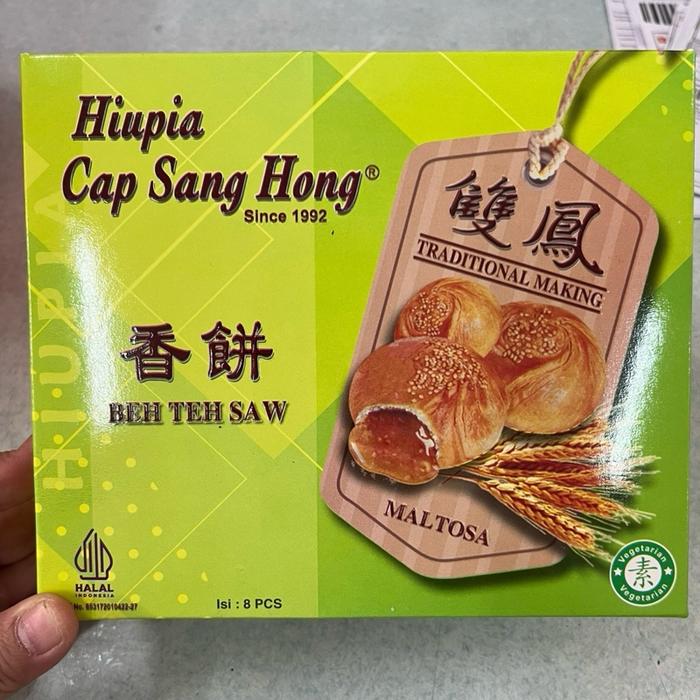 Hiupia
Cap Sang Hong®
Since 1992
雙鳳
TRADITIONAL MAKING
香餅
BEH TEH SAW
HIUPIA
MALTOSA
HALAL
INDONESIA
Isi : 8 PCS
Vegetarian
素
Vegetarian